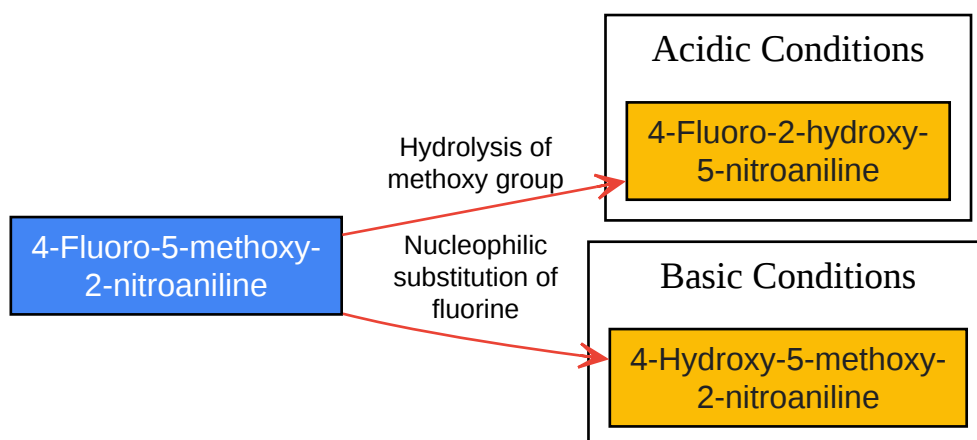 Acidic Conditions
4-Fluoro-2-hydroxy-
5-nitroaniline
Hydrolysis of
methoxy group
4-Fluoro-5-methoxy-
2-nitroaniline
Nucleophilic
substitution of
fluorine
Basic Conditions
4-Hydroxy-5-methoxy-
2-nitroaniline